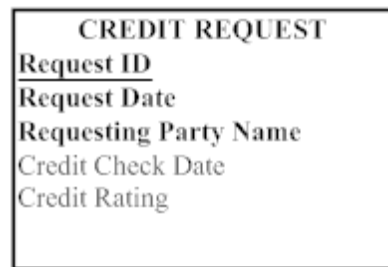 CREDIT REQUEST
Request ID
Request Date
Requesting Party Name
Credit Check Date
Credit Rating